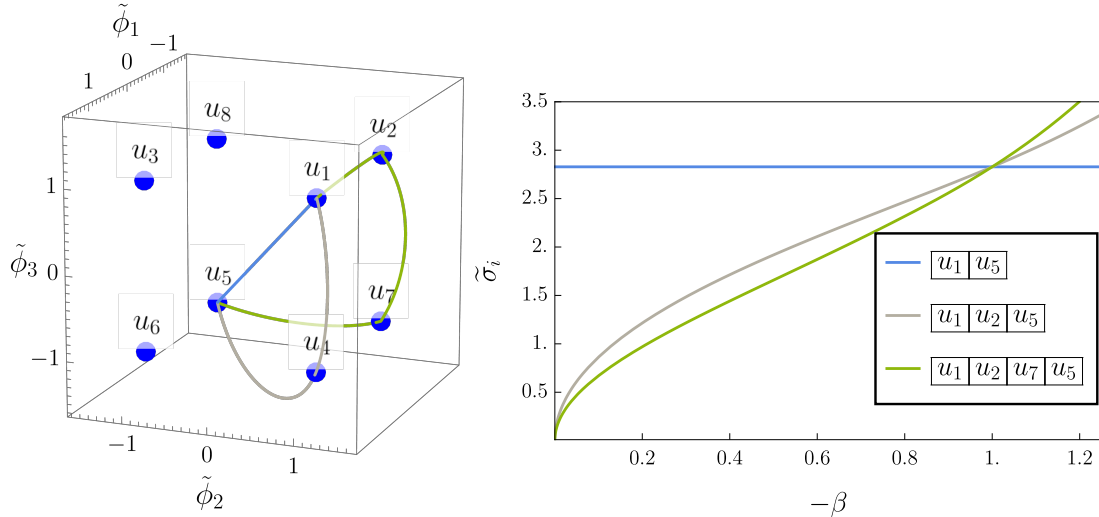 ϕ̃₁
−1
0
1
u₈
u₂
u₃
u₁
1
ϕ̃₃
0
u₅
u₇
u₆
u₄
−1
−1
0
1
ϕ̃₂
3.5
3.
2.5
2.
1.5
1.
0.5
σ̃ᵢ
0.2
0.4
0.6
0.8
1.
1.2
−β
u₁ u₅
u₁ u₂ u₅
u₁ u₂ u₇ u₅